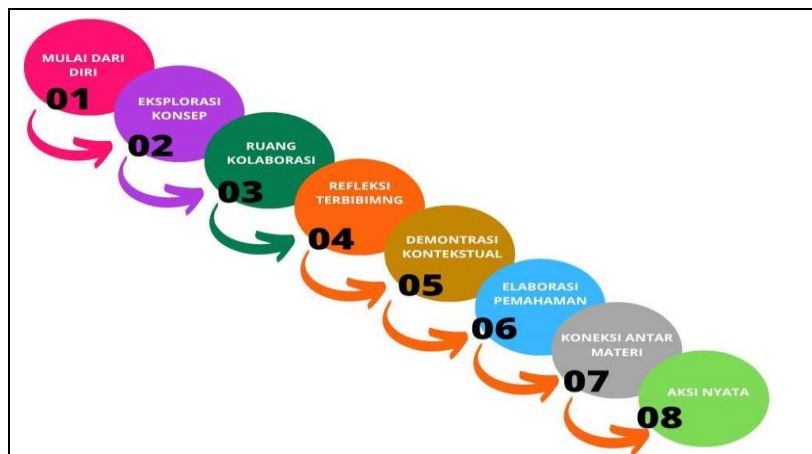 MULAI DARI
DIRI
01
EKSPLORASI
KONSEP
02
RUANG
KOLABORASI
03
REFLEKSI
TERBIBIMNG
04
DEMONTRASI
KONTEKSTUAL
05
ELABORASI
PEMAHAMAN
06
KONEKSI ANTAR
MATERI
07
AKSI NYATA
08